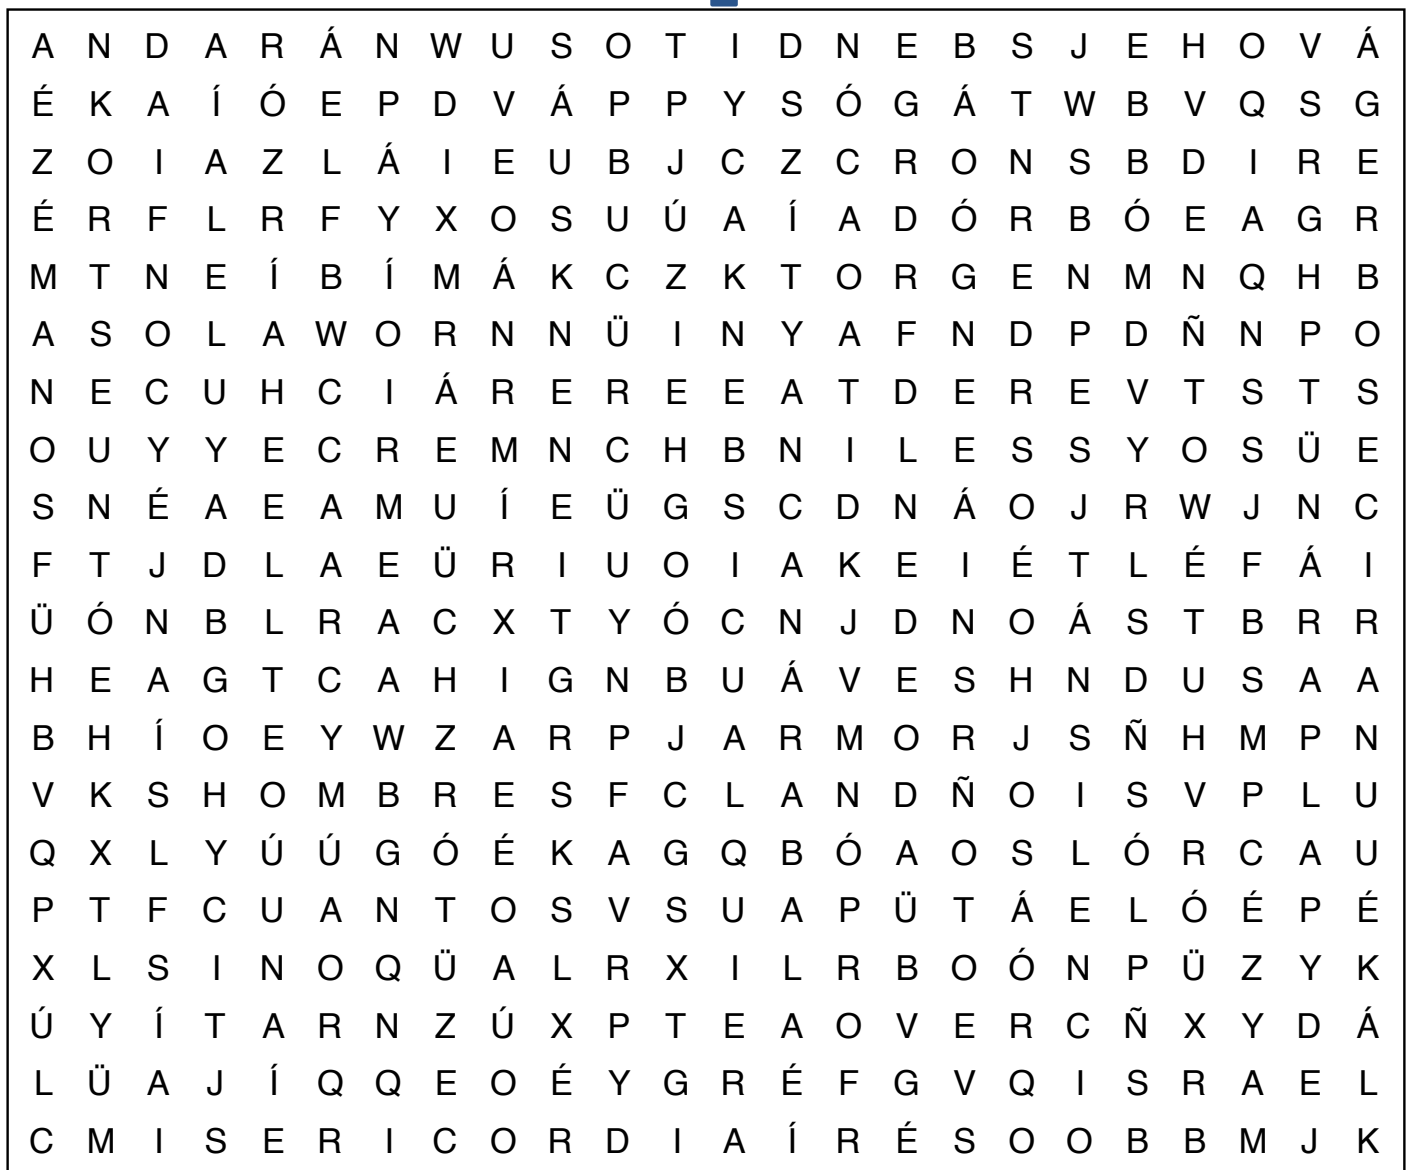 A N D A R Á N W U S O T I D N E B S J E H O V Á
É K A Í Ó E P D V Á P P Y S Ó G Á T W B V Q S G
Z O I A Z L Á I E U B J C Z C R O N S B D I R E
É R F L R F Y X O S U Ú A Í A D Ó R B Ó E A G R
M T N E Í B Í M Á K C Z K T O R G E N M N Q H B
A S O L A W O R N N Ü I N Y A F N D P D Ñ N P O
N E C U H C I Á R E R E E A T D E R E V T S T S
O U Y Y E C R E M N C H B N I L E S S Y O S Ü E
S N É A E A M U Í E Ü G S C D N Á O J R W J N C
F T J D L A E Ü R I U O I A K E I É T L É F Á I
Ü Ó N B L R A C X T Y Ó C N J D N O Á S T B R R
H E A G T C A H I G N B U Á V E S H N D U S A A
B H Í O E Y W Z A R P J A R M O R J S Ñ H M P N
V K S H O M B R E S F C L A N D Ñ O I S V P L U
Q X L Y Ú Ú G Ó É K A G Q B Ó A O S L Ó R C A U
P T F C U A N T O S V S U A P Ü T Á E L Ó É P É
X L S I N O Q Ü A L R X I L R B O Ó N P Ü Z Y K
Ú Y Í T A R N Z Ú X P T E A O V E R C Ñ X Y D Á
L Ü A J Í Q Q E O É Y G R É F G V Q I S R A E L
C M I S E R I C O R D I A Í R É S O O B B M J K